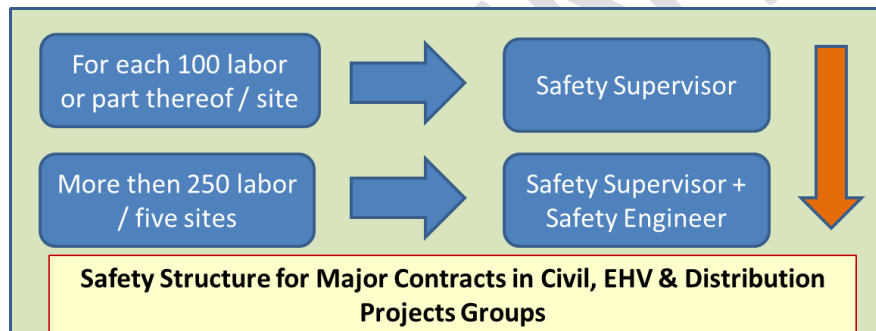 For each 100 labor
or part thereof / site
Safety Supervisor
More then 250 labor
/ five sites
Safety Supervisor +
Safety Engineer
Safety Structure for Major Contracts in Civil, EHV & Distribution
Projects Groups